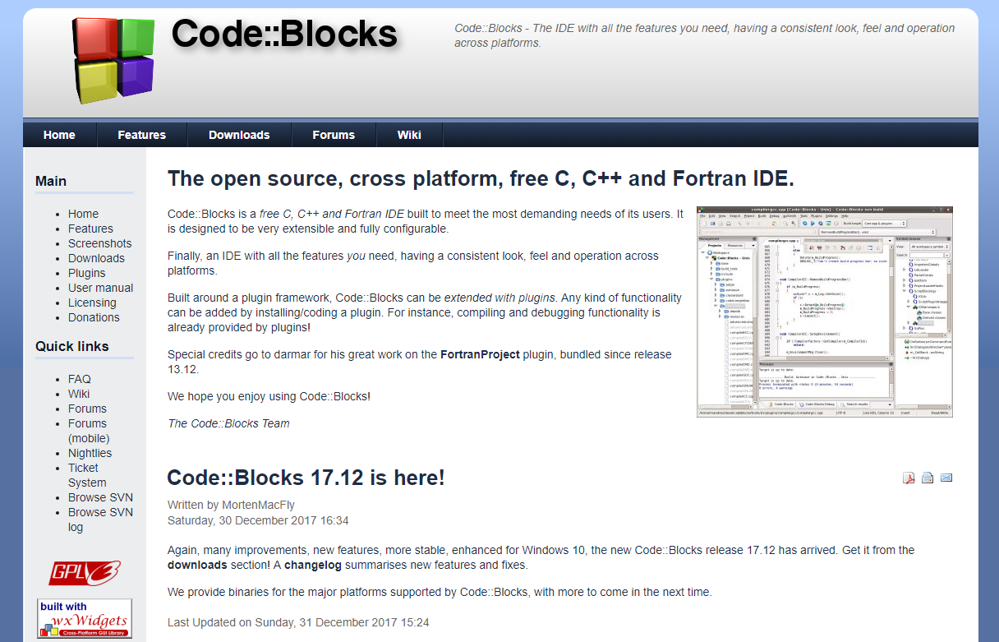 Code::Blocks
Code::Blocks - The IDE with all the features you need, having a consistent look, feel and operation
across platforms.
Home Features Downloads Forums Wiki
Main
Home
Features
Screenshots
Downloads
Plugins
User manual
Licensing
Donations
Quick links
FAQ
Wiki
Forums
Forums
(mobile)
Nightlies
Ticket
System
Browse SVN
Browse SVN
log
GPLv3
built with
wxWidgets
Cross-Platform GUI Library
The open source, cross platform, free C, C++ and Fortran IDE.
Code::Blocks is a free C, C++ and Fortran IDE built to meet the most demanding needs of its users. It
is designed to be very extensible and fully configurable.
Finally, an IDE with all the features you need, having a consistent look, feel and operation across
platforms.
Built around a plugin framework, Code::Blocks can be extended with plugins. Any kind of functionality
can be added by installing/coding a plugin. For instance, compiling and debugging functionality is
already provided by plugins!
Special credits go to darmar for his great work on the FortranProject plugin, bundled since release
13.12.
We hope you enjoy using Code::Blocks!
The Code::Blocks Team
Code::Blocks 17.12 is here!
Written by MortenMacFly
Saturday, 30 December 2017 16:34
Again, many improvements, new features, more stable, enhanced for Windows 10, the new Code::Blocks release 17.12 has arrived. Get it from the
downloads section! A changelog summarises new features and fixes.
We provide binaries for the major platforms supported by Code::Blocks, with more to come in the next time.
Last Updated on Sunday, 31 December 2017 15:24